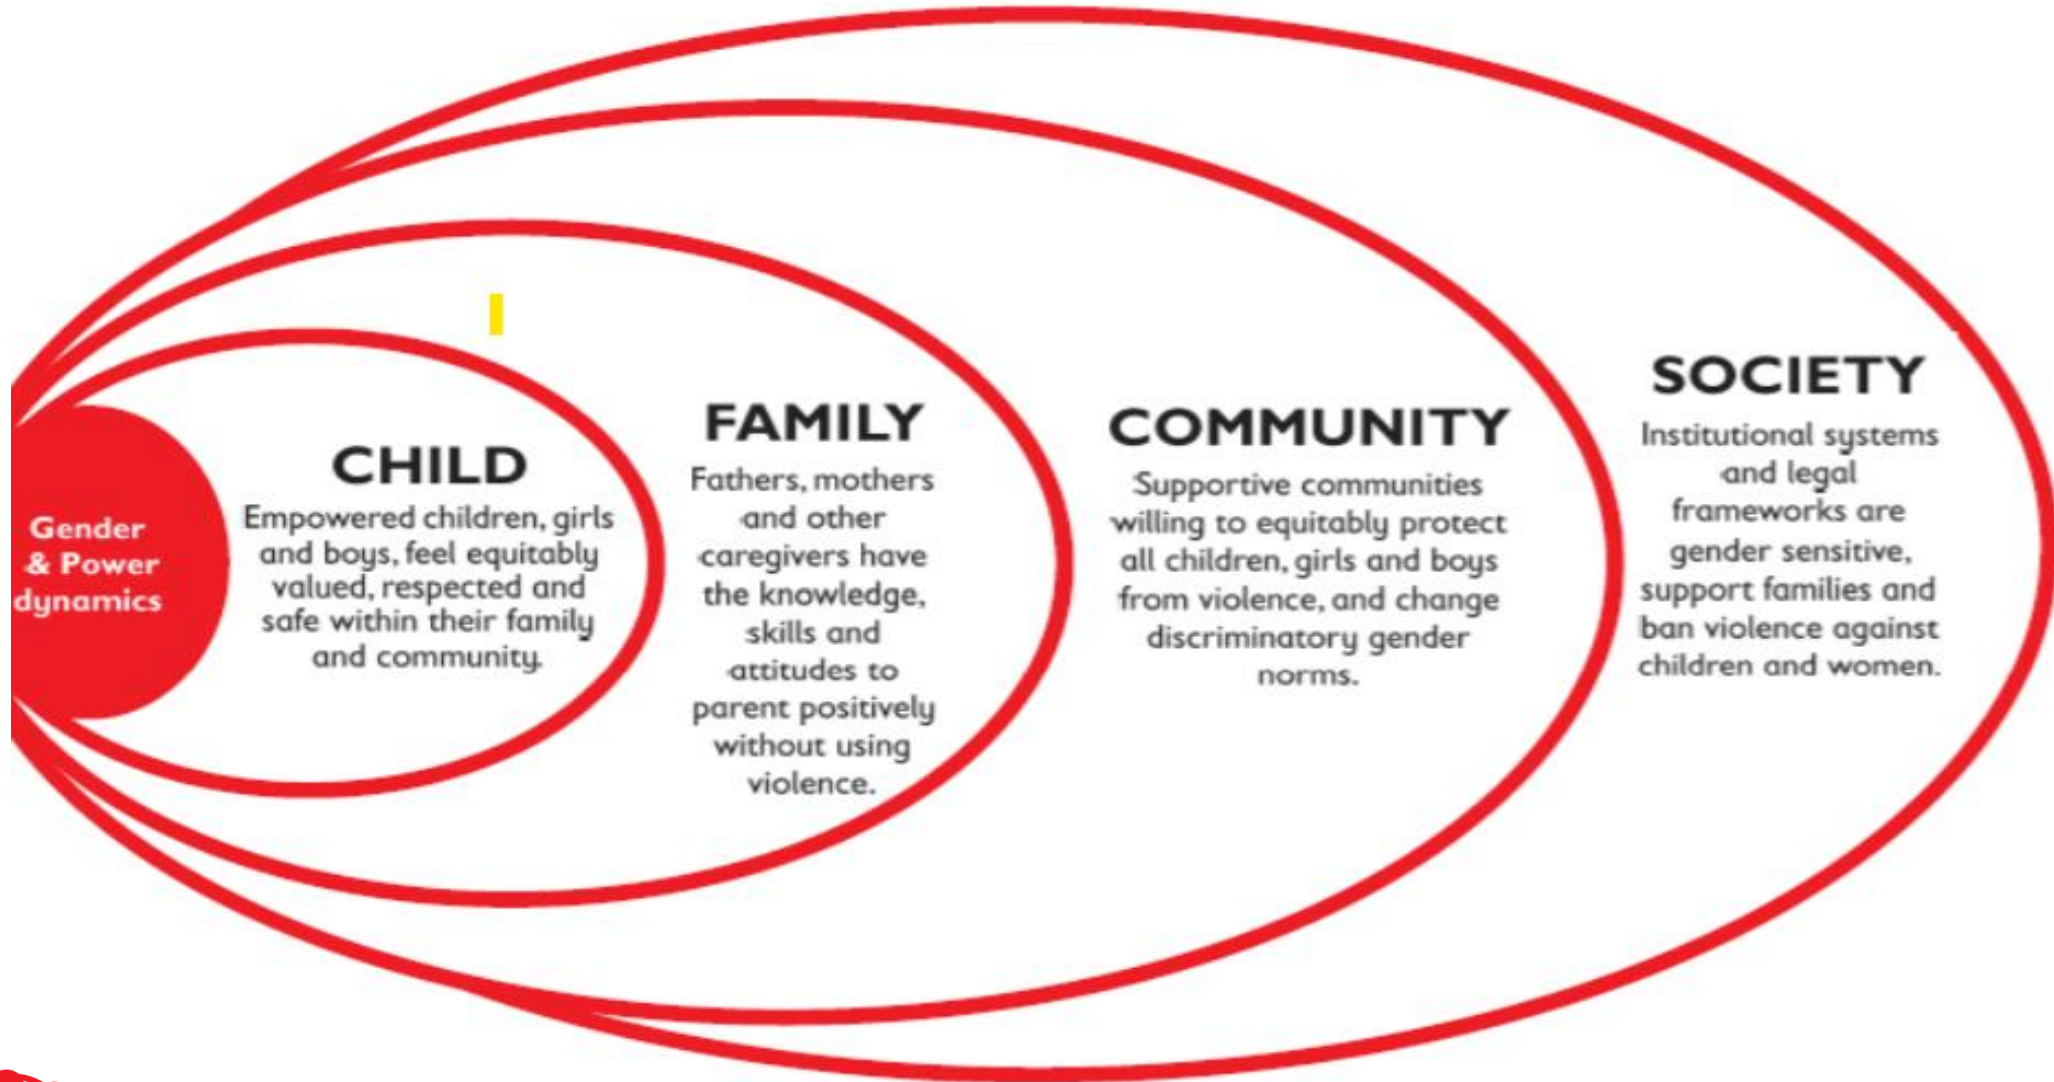 Gender
& Power
dynamics
CHILD
Empowered children, girls
and boys, feel equitably
valued, respected and
safe within their family
and community.
FAMILY
Fathers, mothers
and other
caregivers have
the knowledge,
skills and
attitudes to
parent positively
without using
violence.
COMMUNITY
Supportive communities
willing to equitably protect
all children, girls and boys
from violence, and change
discriminatory gender
norms.
SOCIETY
Institutional systems
and legal
frameworks are
gender sensitive,
support families and
ban violence against
children and women.